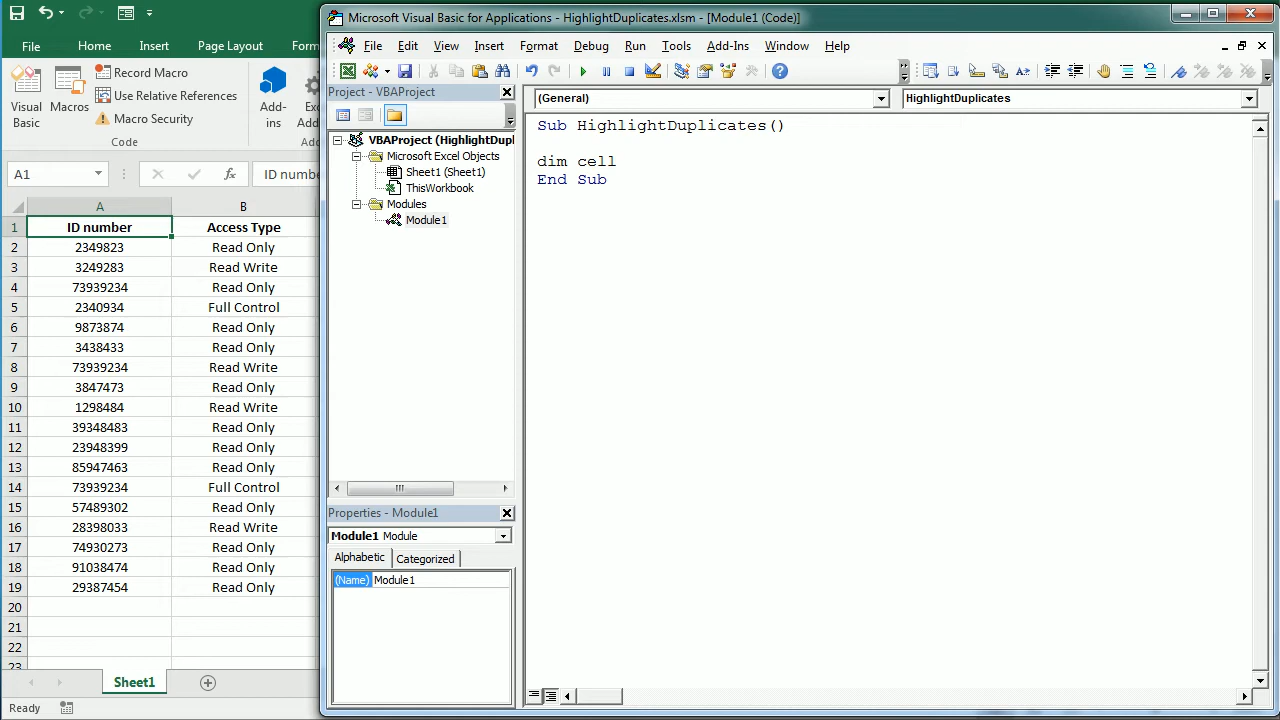 Microsoft Visual Basic for Applications - HighlightDuplicates.xlsm - [Module1 (Code)]
File Home Insert Page Layout Form
File Edit View Insert Format Debug Run Tools Add-Ins Window Help
Visual Basic
Macros
Record Macro
Use Relative References
Macro Security
Add-ins
Exc
Add
Code
Ad
A1
ID numbe
Project - VBAProject
VBAProject (HighlightDupl
Microsoft Excel Objects
Sheet1 (Sheet1)
ThisWorkbook
Modules
Module1
(General)
HighlightDuplicates
Sub HighlightDuplicates()
dim cell
End Sub
A B
1 ID number Access Type
2 2349823 Read Only
3 3249283 Read Write
4 73939234 Read Only
5 2340934 Full Control
6 9873874 Read Only
7 3438433 Read Only
8 73939234 Read Write
9 3847473 Read Only
10 1298484 Read Write
11 39348483 Read Only
12 23948399 Read Only
13 85947463 Read Only
14 73939234 Full Control
15 57489302 Read Only
16 28398033 Read Write
17 74930273 Read Only
18 91038474 Read Only
19 29387454 Read Only
20
21
22
23
Properties - Module1
Module1 Module
Alphabetic Categorized
(Name) Module1
Sheet1
Ready